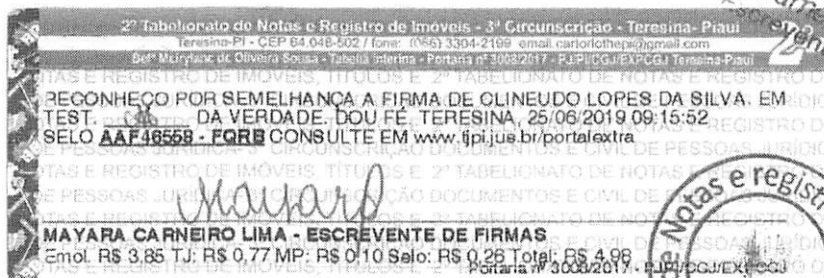 2º Tabelionato de Notas e Registro de Imóveis - 3ª Circunscrição - Teresina- Piauí
Teresina-PI - CEP 64.048-502 / fone: (086) 3304-2199 email.cartoriothepi@gmail.com
Belª Marylane de Oliveira Sousa - Tabeliã Interina - Portaria nº 3008/2017 - PJPI/CGJ/EXPCGJ Teresina-Piauí
RECONHEÇO POR SEMELHANÇA A FIRMA DE OLINEUDO LOPES DA SILVA. EM
TEST. DA VERDADE. DOU FÉ. TERESINA, 25/06/2019 09:15:52
SELO AAF46558 - FQRB CONSULTE EM www.tjpi.jus.br/portalextra
MAYARA CARNEIRO LIMA - ESCREVENTE DE FIRMAS
Emol. R$ 3,85 TJ: R$ 0,77 MP: R$ 0,10 Selo: R$ 0,26 Total: R$ 4,98
Portaria nº 3008/2017 - PJPI/CGJ/EXPCGJ
e Notas e regist